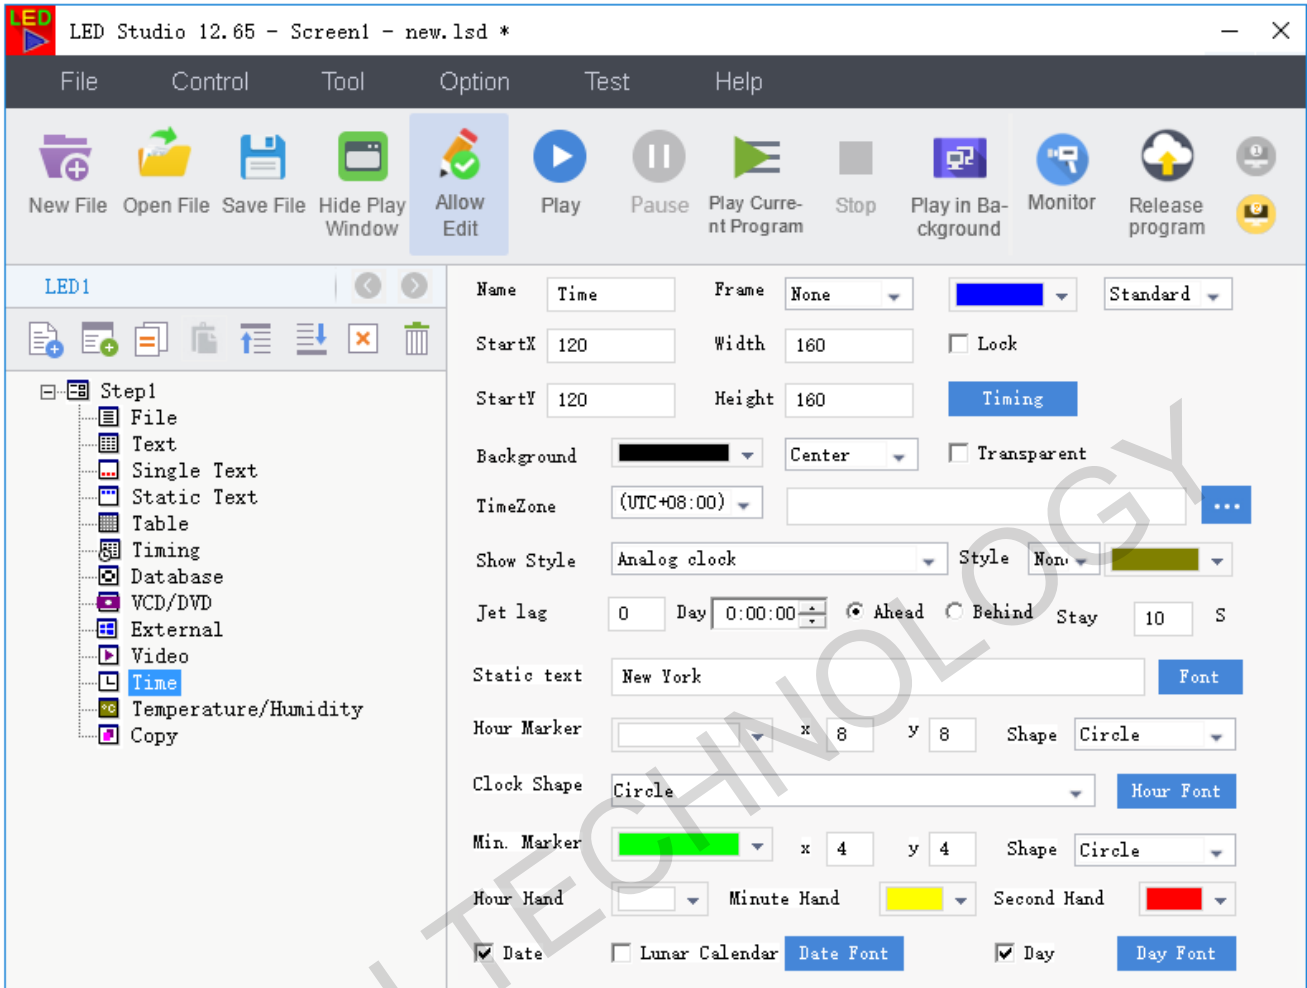 LED
LED Studio 12.65 - Screen1 - new.lsd *
File Control Tool Option Test Help
New File Open File Save File Hide Play Window Allow Edit Play Pause Play Curre-nt Program Stop Play in Ba-ckground Monitor Release program
LED1
Step1
File
Text
Single Text
Static Text
Table
Timing
Database
VCD/DVD
External
Video
Time
Temperature/Humidity
Copy
Name Time Frame None Standard
StartX 120 Width 160 Lock
StartY 120 Height 160 Timing
Background Center Transparent
TimeZone (UTC+08:00) ...
Show Style Analog clock Style Non
Jet lag 0 Day 0:00:00 Ahead Behind Stay 10 S
Static text New York Font
Hour Marker x 8 y 8 Shape Circle
Clock Shape Circle Hour Font
Min. Marker x 4 y 4 Shape Circle
Hour Hand Minute Hand Second Hand
Date Lunar Calendar Date Font Day Day Font
TECHNOLOGY